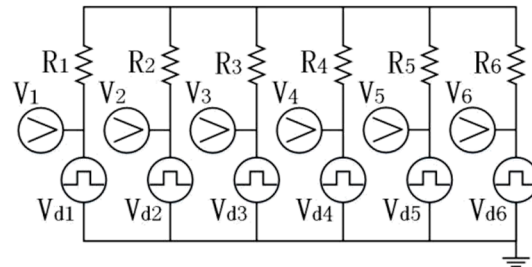 R1 R2 R3 R4 R5 R6
V1 V2 V3 V4 V5 V6
Vd1 Vd2 Vd3 Vd4 Vd5 Vd6